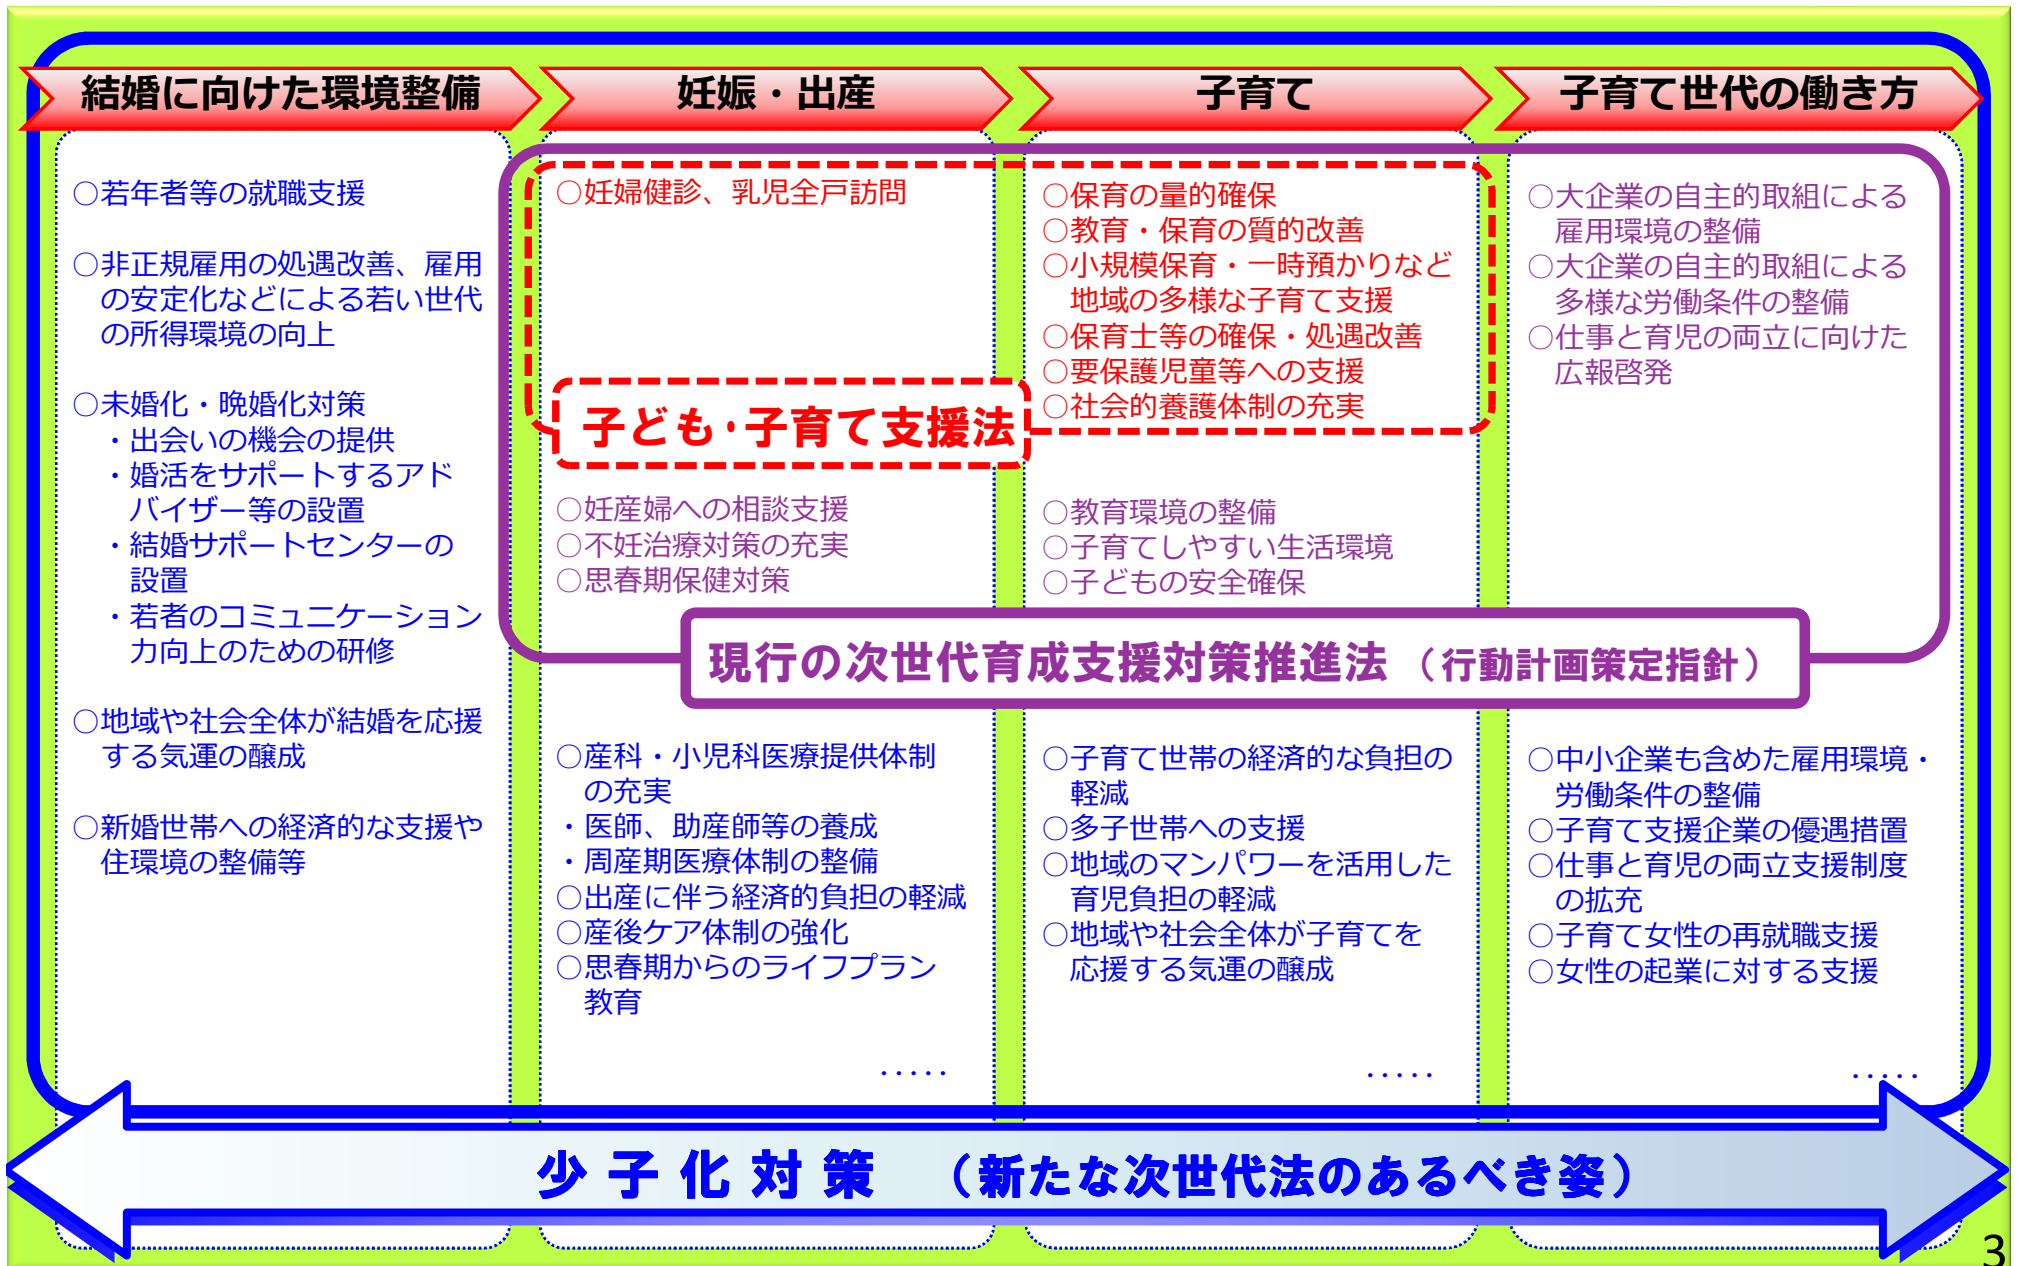 結婚に向けた環境整備
○若年者等の就職支援
○非正規雇用の処遇改善、雇用
の安定化などによる若い世代
の所得環境の向上
○未婚化・晩婚化対策
・出会いの機会の提供
・婚活をサポートするアド
バイザー等の設置
・結婚サポートセンターの
設置
・若者のコミュニケーション
力向上のための研修
○地域や社会全体が結婚を応援
する気運の醸成
○新婚世帯への経済的な支援や
住環境の整備等
妊娠・出産
○妊婦健診、乳児全戸訪問
子ども・子育て支援法
○妊産婦への相談支援
○不妊治療対策の充実
○思春期保健対策
○産科・小児科医療提供体制
の充実
・医師、助産師等の養成
・周産期医療体制の整備
○出産に伴う経済的負担の軽減
○産後ケア体制の強化
○思春期からのライフプラン
教育
・・・・・
子育て
○保育の量的確保
○教育・保育の質的改善
○小規模保育・一時預かりなど
地域の多様な子育て支援
○保育士等の確保・処遇改善
○要保護児童等への支援
○社会的養護体制の充実
○教育環境の整備
○子育てしやすい生活環境
○子どもの安全確保
現行の次世代育成支援対策推進法（行動計画策定指針）
○子育て世帯の経済的な負担の
軽減
○多子世帯への支援
○地域のマンパワーを活用した
育児負担の軽減
○地域や社会全体が子育てを
応援する気運の醸成
・・・・・
子育て世代の働き方
○大企業の自主的取組による
雇用環境の整備
○大企業の自主的取組による
多様な労働条件の整備
○仕事と育児の両立に向けた
広報啓発
○中小企業も含めた雇用環境・
労働条件の整備
○子育て支援企業の優遇措置
○仕事と育児の両立支援制度
の拡充
○子育て女性の再就職支援
○女性の起業に対する支援
・・・・・
少子化対策（新たな次世代法のあるべき姿）
3